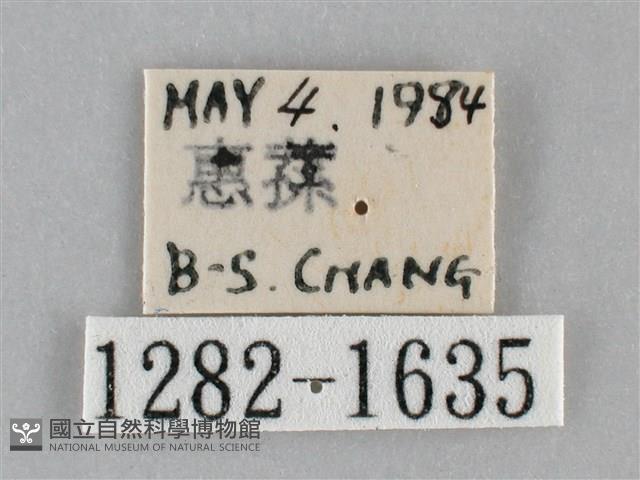 MAY 4. 1984
惠蓀
B-S. CHANG
1282-1635
國立自然科學博物館
NATIONAL MUSEUM OF NATURAL SCIENCE